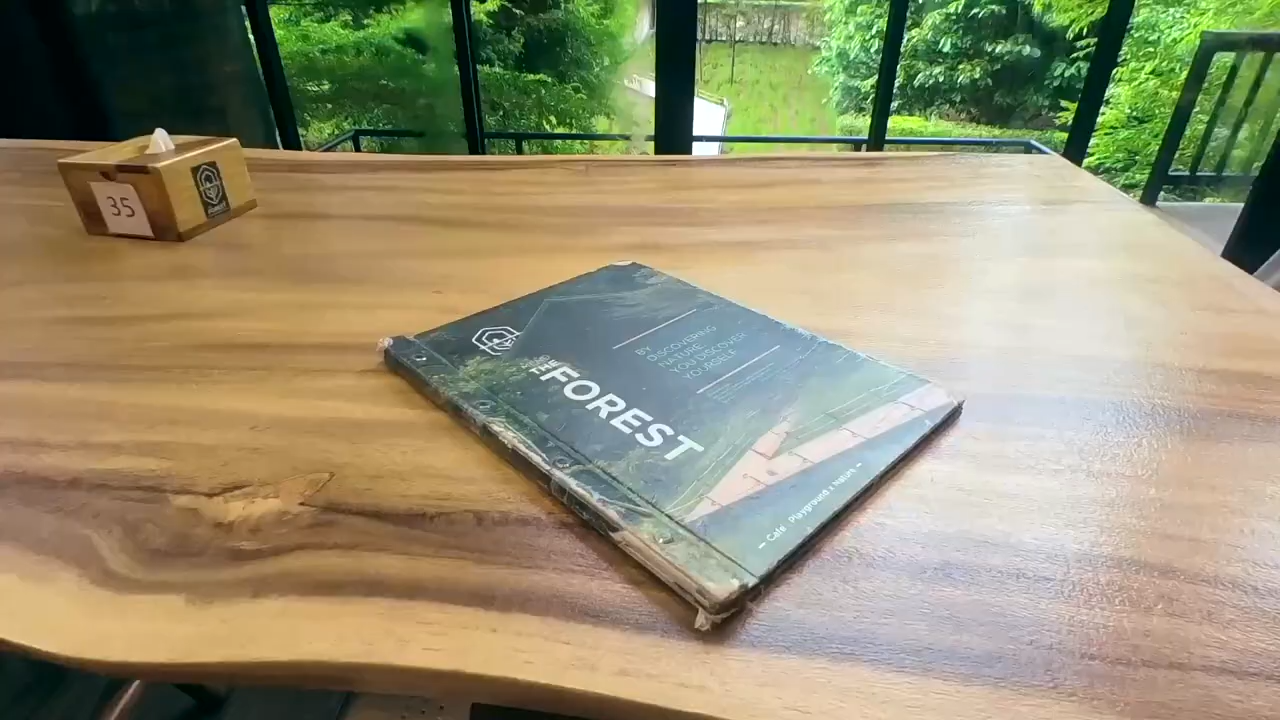 35
THE
FOREST
BY
DISCOVERING
NATURE
YOU DISCOVER
YOURSELF
— Café Playground x Nature —